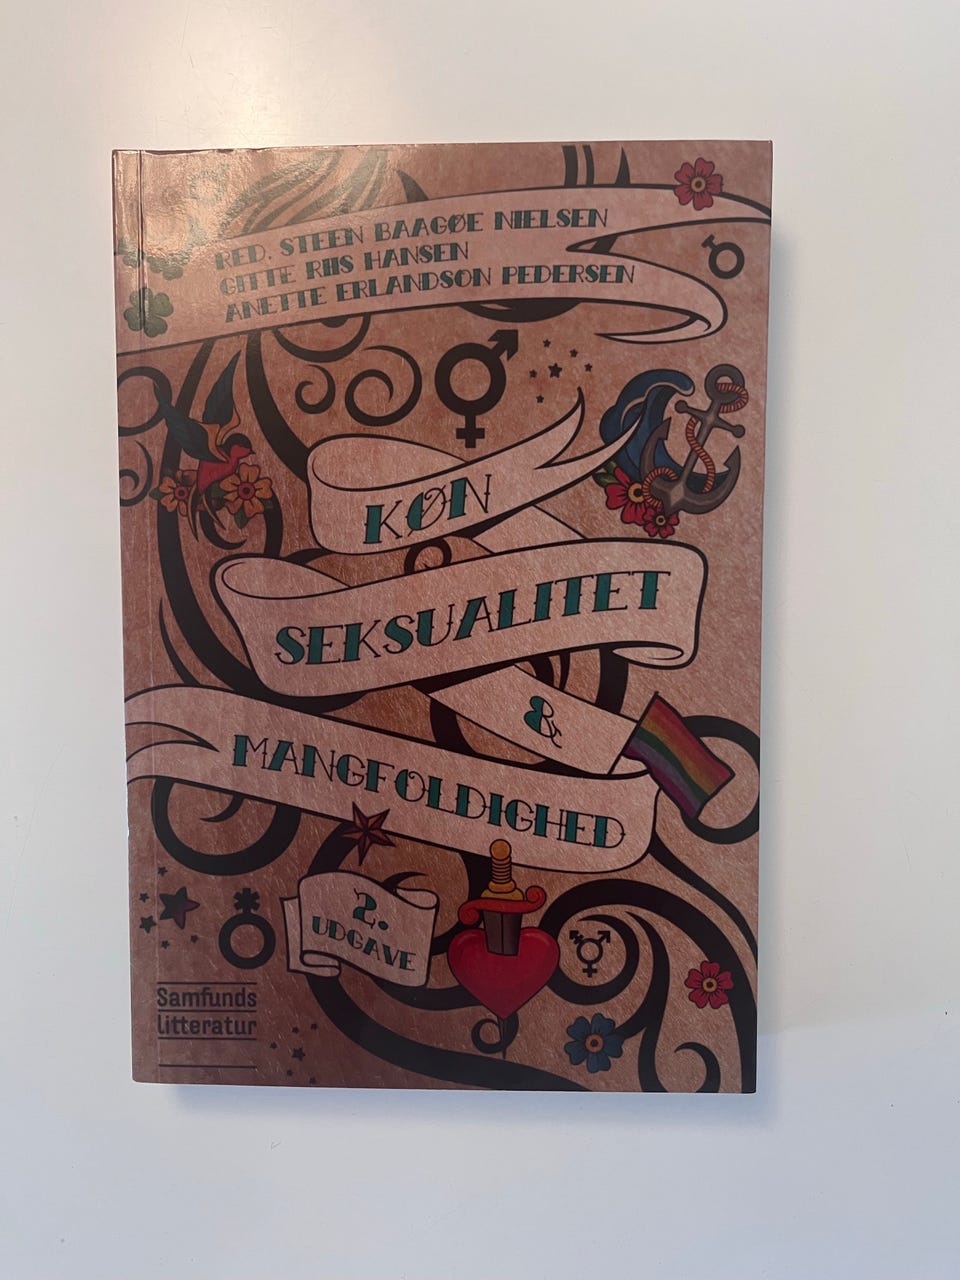 RED. STEEN BAAGØE NIELSEN
GITTE RIIS HANSEN
ANETTE ERLANDSON PEDERSEN
KØN
SEKSUALITET
&
MANGFOLDIGHED
2.
UDGAVE
Samfunds
litteratur